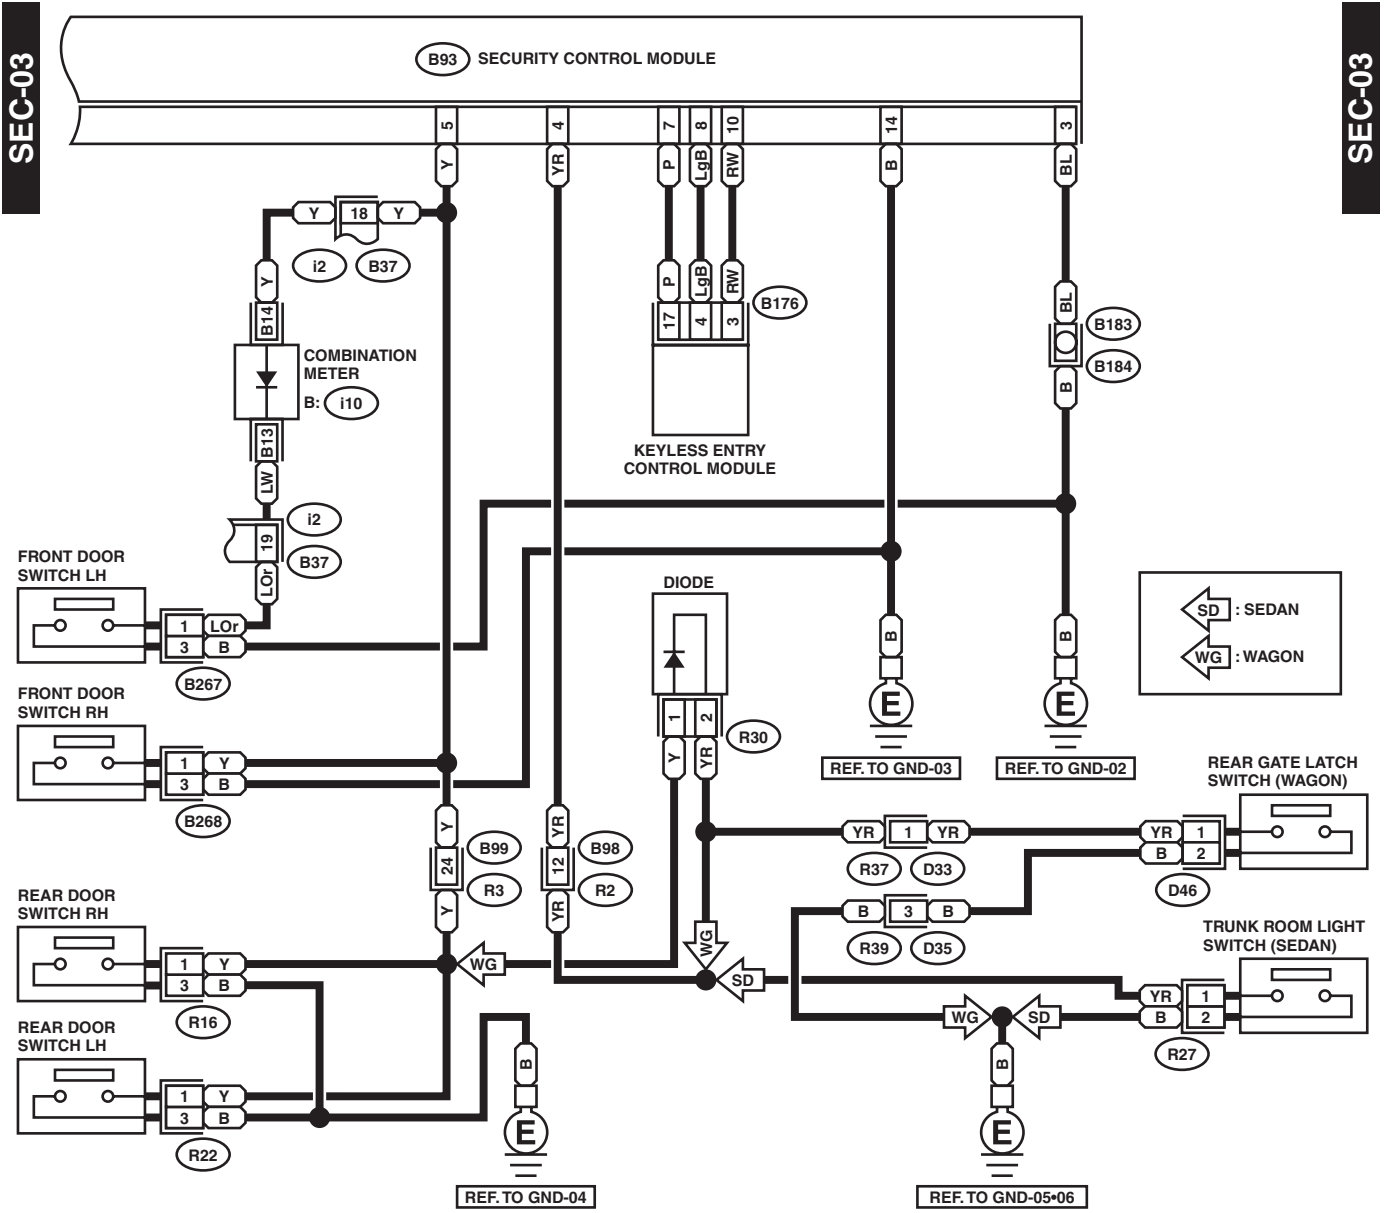 SEC-03
SEC-03
B93 SECURITY CONTROL MODULE
5 4 7 8 10 14 3
Y YR P LgB RW B BL
Y 18 Y
i2 B37
Y
B14
P LgB RW
17 4 3
B176
BL
B183
B184
B
COMBINATION
METER
B: i10
B13
LW
KEYLESS ENTRY
CONTROL MODULE
i2
19
B37
LOr
FRONT DOOR
SWITCH LH
1 LOr
3 B
B267
DIODE
1 2
R30
Y YR
B
E
REF. TO GND-03
B
E
REF. TO GND-02
SD : SEDAN
WG : WAGON
FRONT DOOR
SWITCH RH
1 Y
3 B
B268
Y
24
Y
B99
R3
YR
12
YR
B98
R2
REAR GATE LATCH
SWITCH (WAGON)
YR 1 YR
R37 D33
YR 1
B 2
D46
B 3 B
R39 D35
REAR DOOR
SWITCH RH
1 Y
3 B
R16
WG
WG
SD
TRUNK ROOM LIGHT
SWITCH (SEDAN)
YR 1
B 2
R27
WG SD
REAR DOOR
SWITCH LH
1 Y
3 B
R22
B
E
REF. TO GND-04
B
E
REF. TO GND-05•06